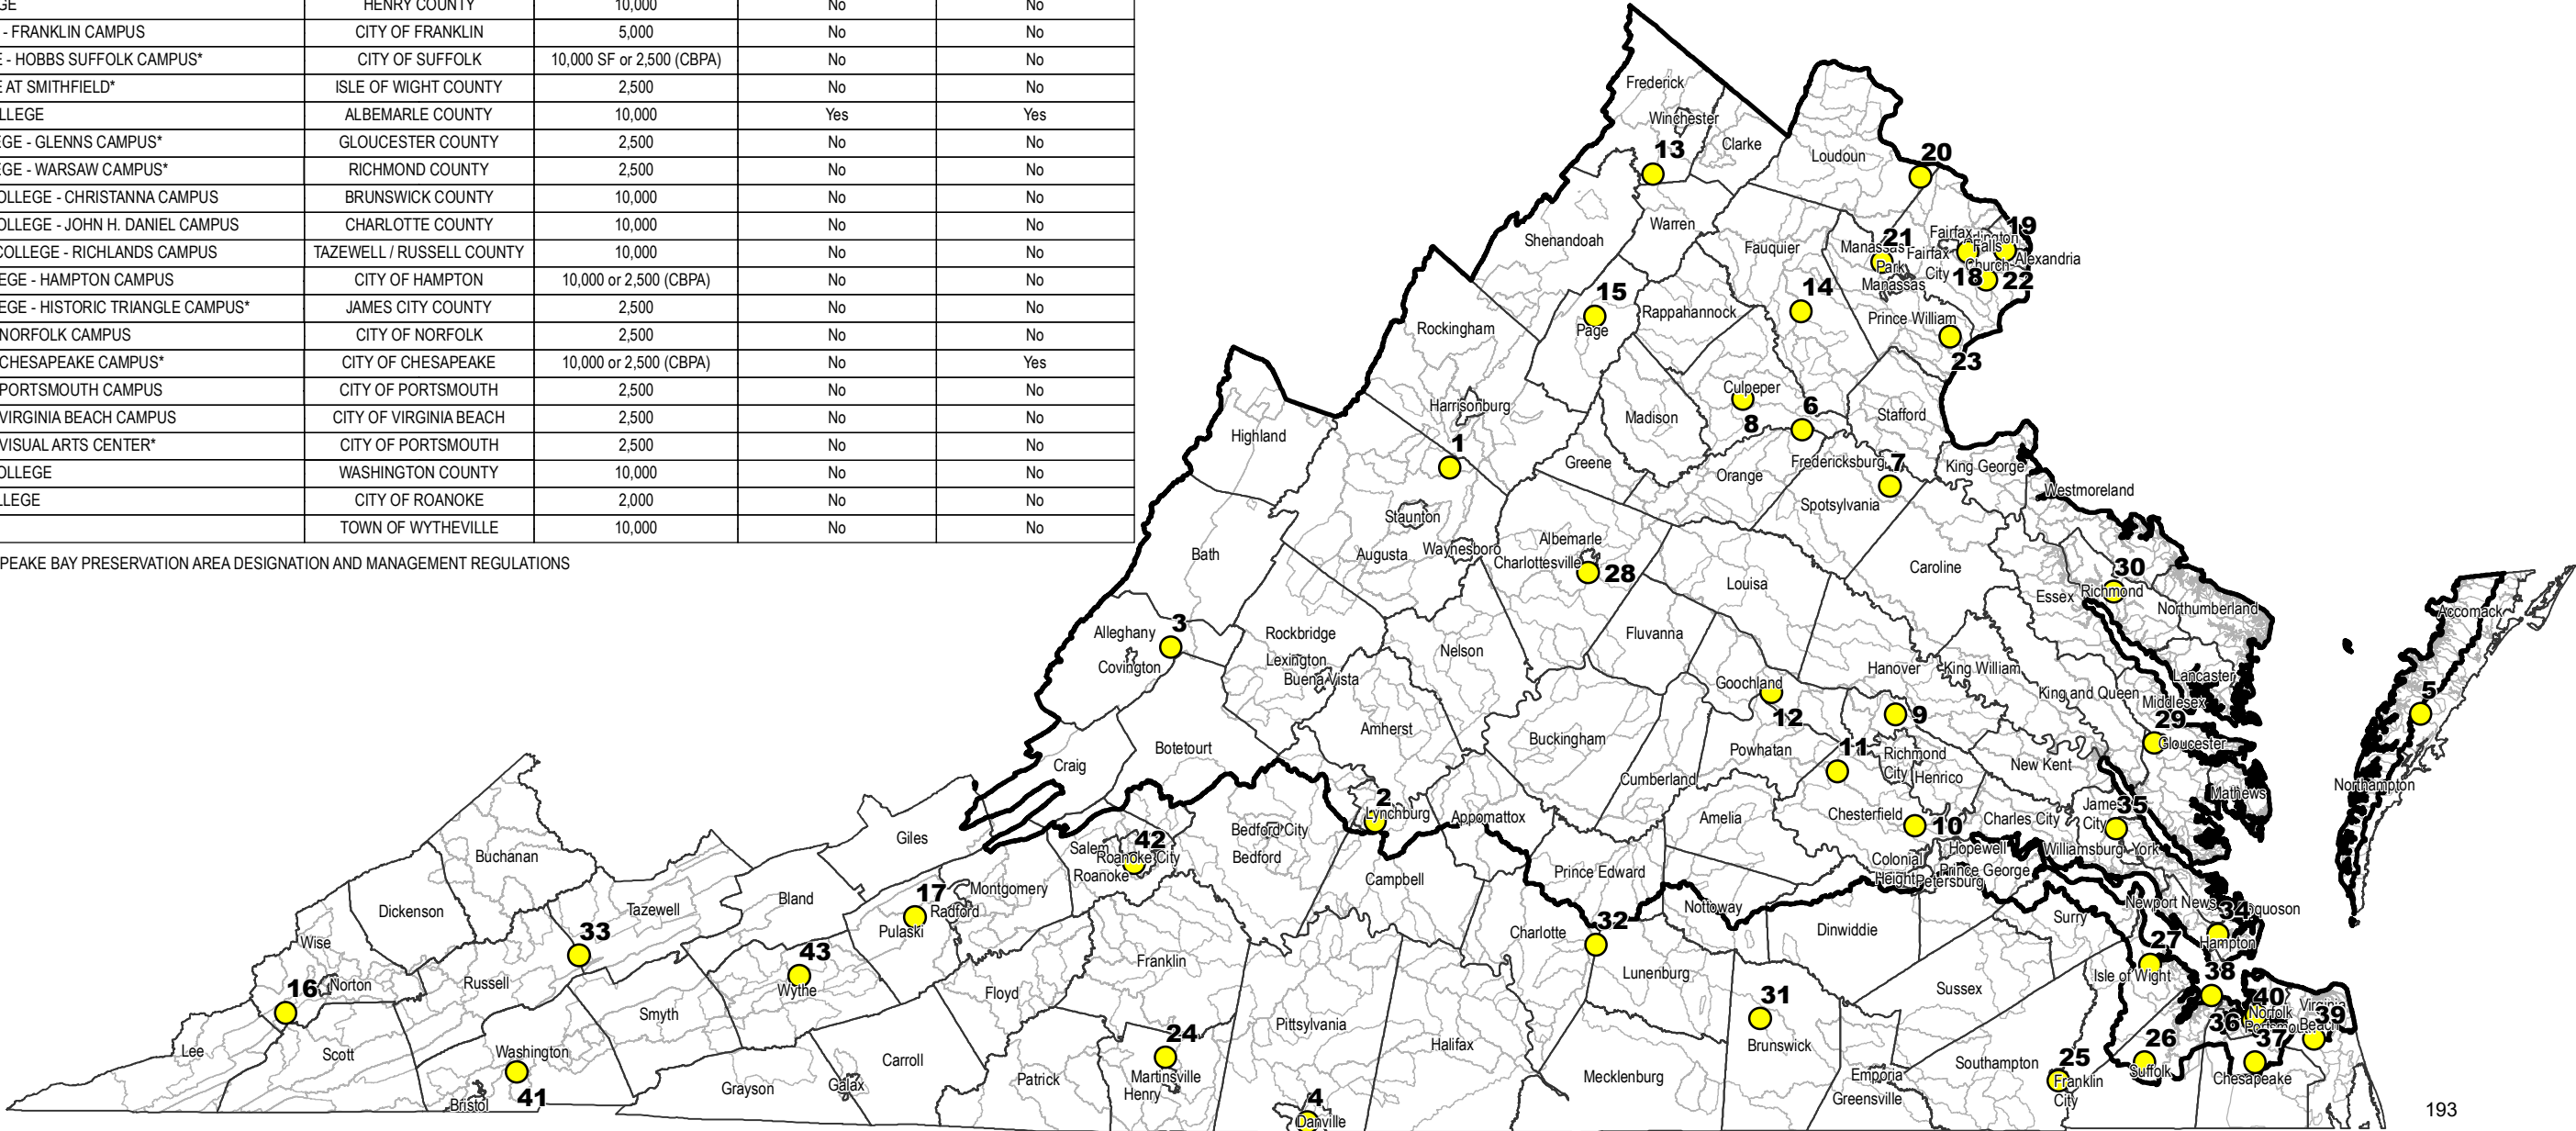 GE HENRY COUNTY 10,000 No No
- FRANKLIN CAMPUS CITY OF FRANKLIN 5,000 No No
E - HOBBS SUFFOLK CAMPUS* CITY OF SUFFOLK 10,000 SF or 2,500 (CBPA) No No
E AT SMITHFIELD* ISLE OF WIGHT COUNTY 2,500 No No
LLEGE ALBEMARLE COUNTY 10,000 Yes Yes
EGE - GLENNS CAMPUS* GLOUCESTER COUNTY 2,500 No No
EGE - WARSAW CAMPUS* RICHMOND COUNTY 2,500 No No
OLLEGE - CHRISTANNA CAMPUS BRUNSWICK COUNTY 10,000 No No
OLLEGE - JOHN H. DANIEL CAMPUS CHARLOTTE COUNTY 10,000 No No
COLLEGE - RICHLANDS CAMPUS TAZEWELL / RUSSELL COUNTY 10,000 No No
EGE - HAMPTON CAMPUS CITY OF HAMPTON 10,000 or 2,500 (CBPA) No No
EGE - HISTORIC TRIANGLE CAMPUS* JAMES CITY COUNTY 2,500 No No
NORFOLK CAMPUS CITY OF NORFOLK 2,500 No No
CHESAPEAKE CAMPUS* CITY OF CHESAPEAKE 10,000 or 2,500 (CBPA) No Yes
PORTSMOUTH CAMPUS CITY OF PORTSMOUTH 2,500 No No
VIRGINIA BEACH CAMPUS CITY OF VIRGINIA BEACH 2,500 No No
VISUAL ARTS CENTER* CITY OF PORTSMOUTH 2,500 No No
OLLEGE WASHINGTON COUNTY 10,000 No No
LLEGE CITY OF ROANOKE 2,000 No No
TOWN OF WYTHEVILLE 10,000 No No
PEAKE BAY PRESERVATION AREA DESIGNATION AND MANAGEMENT REGULATIONS
Frederick
Winchester
13
Clarke
Loudoun
20
Warren
Shenandoah
Fauquier
Manassas
Park
21
Manassas
Fairfax
Fairfax
City
Falls
Church
18
19
Alexandria
22
15
Page
Rappahannock
14
Prince William
23
Rockingham
Harrisonburg
Culpeper
8
6
Stafford
Madison
Highland
1
Greene
Orange
Fredericksburg
7
King George
Spotsylvania
Westmoreland
Staunton
Augusta
Waynesboro
Albemarle
Charlottesville
28
Bath
Louisa
Caroline
30
Richmond
Essex
Northumberland
Accomack
Alleghany
3
Covington
Rockbridge
Lexington
Buena Vista
Nelson
Fluvanna
Goochland
12
Hanover
King William
King and Queen
Lancaster
Middlesex
29
Gloucester
5
Northampton
Mathews
Amherst
Buckingham
Cumberland
Powhatan
11
9
Richmond
City
Henrico
New Kent
Botetourt
Craig
Giles
2
Lynchburg
Appomattox
Amelia
Chesterfield
10
Charles City
James
City
35
Williamsburg
York
Hopewell
Colonial
Height
Petersburg
Prince George
Bedford City
Bedford
Salem
42
Roanoke City
Roanoke
Campbell
Prince Edward
Buchanan
Dickenson
Tazewell
Bland
17
Radford
Pulaski
Montgomery
Nottoway
Dinwiddie
Surry
Newport News
34
quoson
Hampton
Wise
33
43
Wythe
Franklin
Charlotte
32
Lunenburg
27
Isle of Wight
38
16
Norton
Russell
Smyth
Floyd
Pittsylvania
Halifax
31
Brunswick
Sussex
40
Norfolk
36
Virginia
Beach
39
Lee
Scott
Washington
41
Bristol
Grayson
Galax
Carroll
Patrick
24
Martinsville
Henry
4
Danville
Mecklenburg
Emporia
Greensville
Southampton
25
Franklin
City
26
Suffolk
37
Chesapeake
193